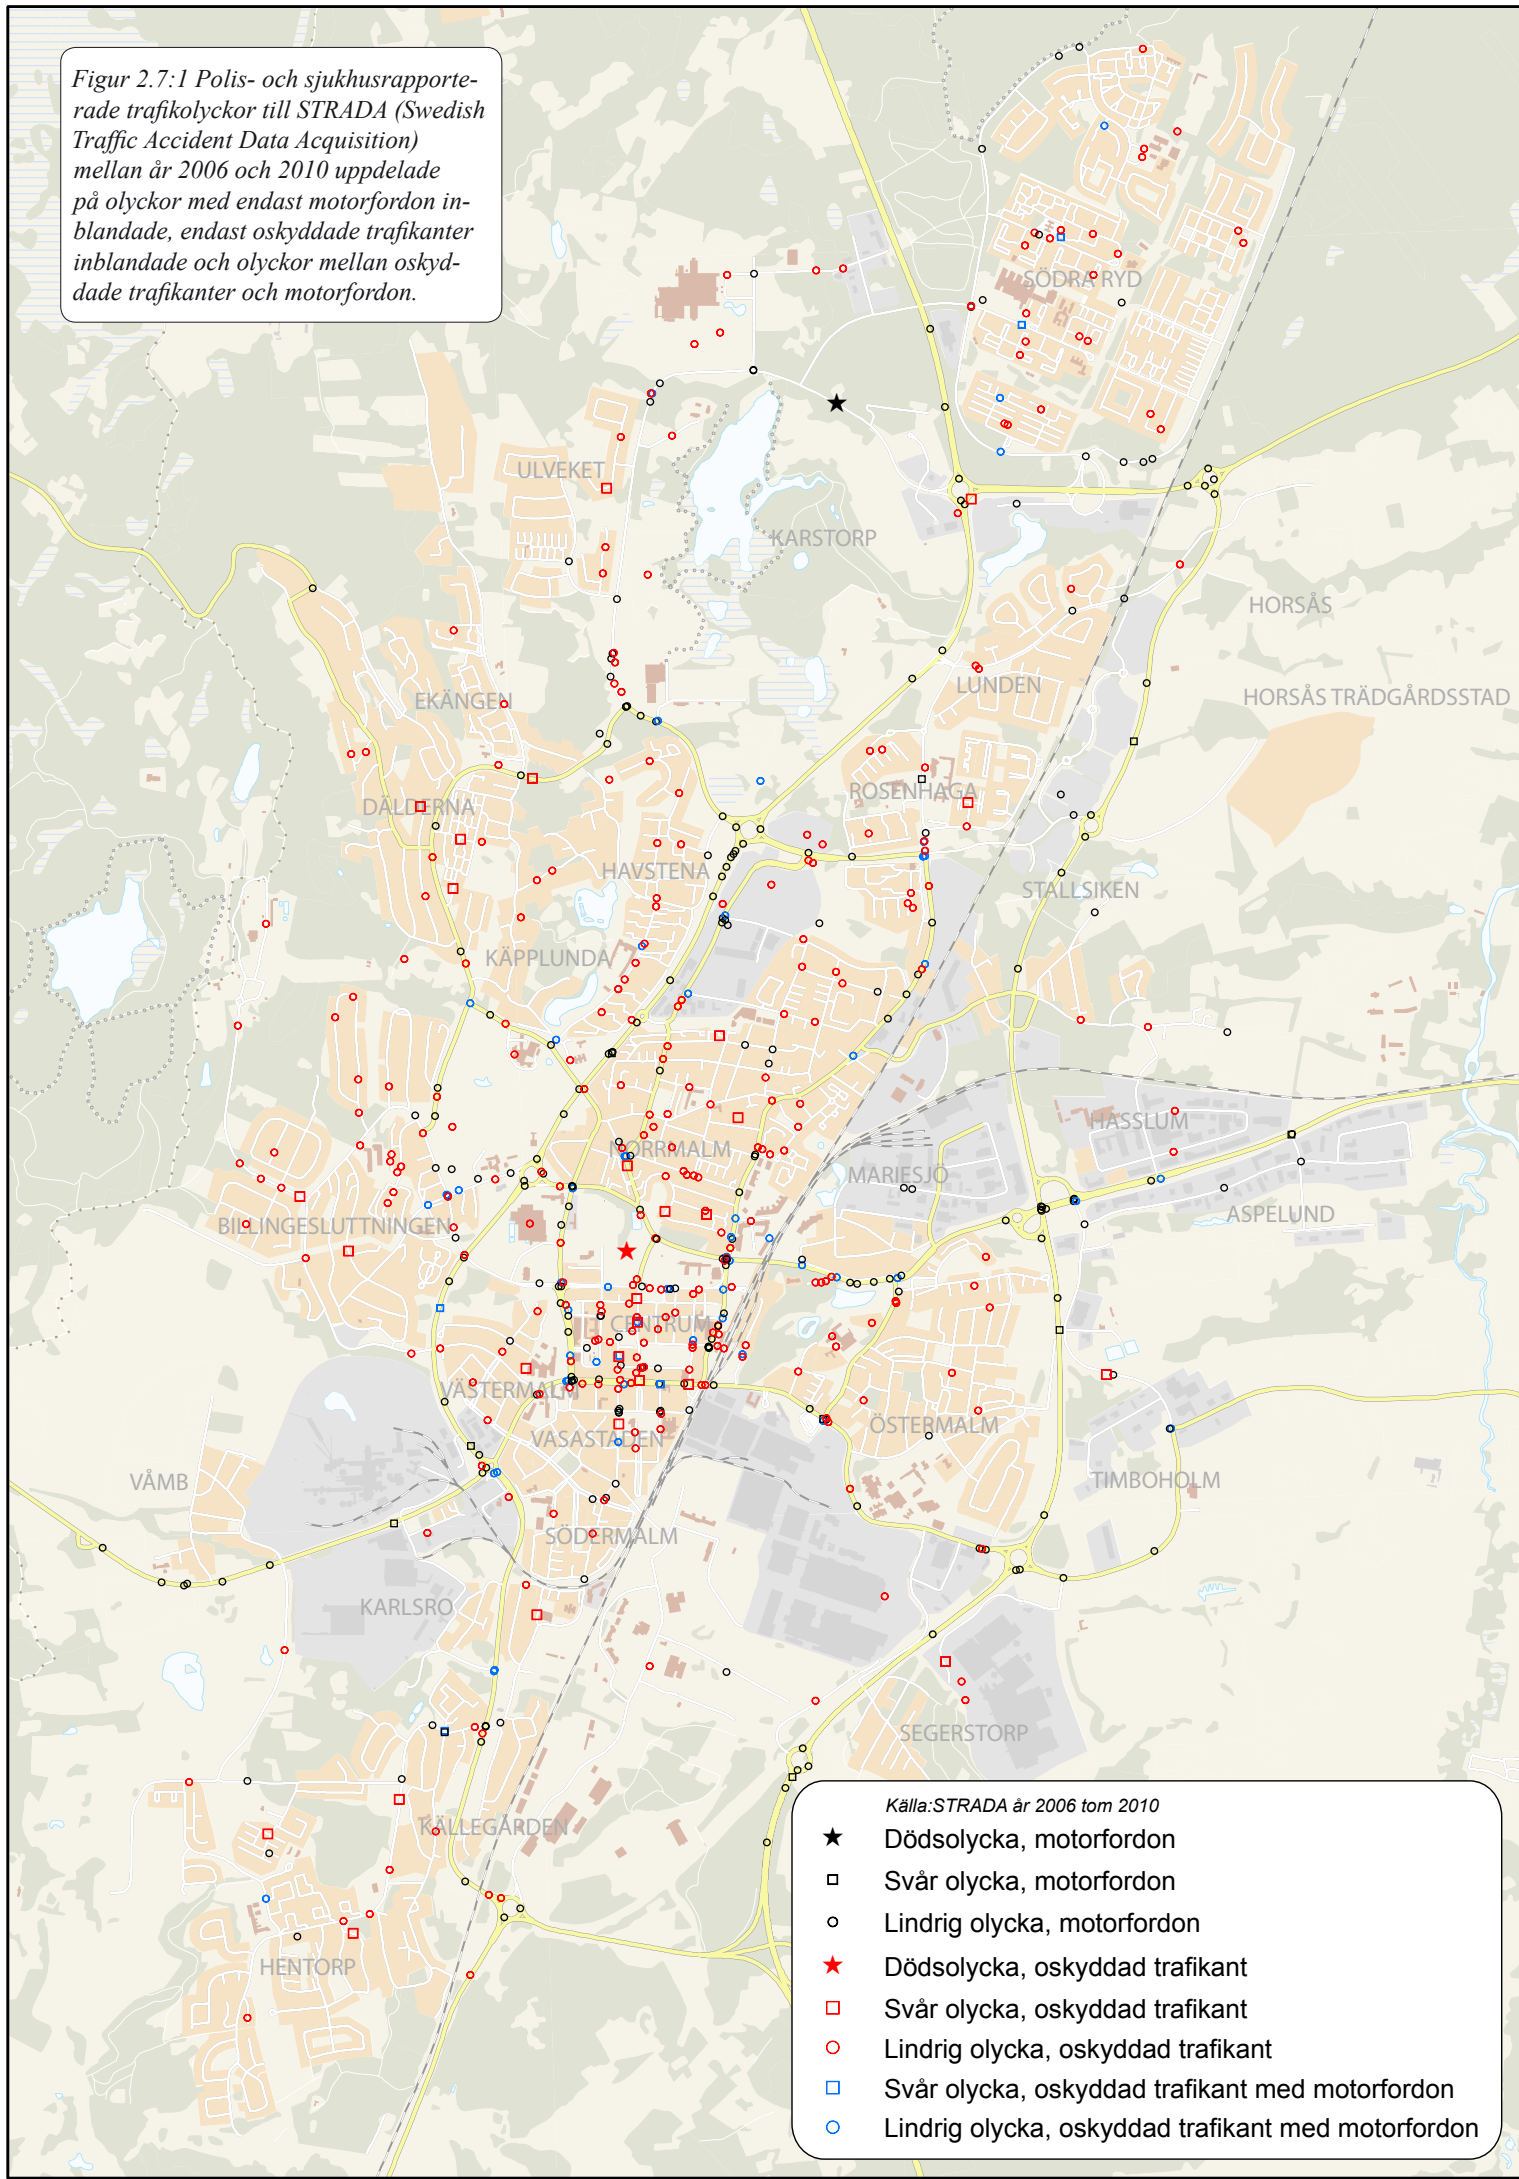 Figur 2.7:1 Polis- och sjukhusrapporte-
rade trafikolyckor till STRADA (Swedish
Traffic Accident Data Acquisition)
mellan år 2006 och 2010 uppdelade
på olyckor med endast motorfordon in-
blandade, endast oskyddade trafikanter
inblandade och olyckor mellan oskyd-
dade trafikanter och motorfordon.
SÖDRA RYD
ULVEKET
KARSTORP
HORSÅS
LUNDEN
EKÄNGEN
HORSÅS TRÄDGÅRDSSTAD
DÄLDERNA
ROSENHAGA
HAVSTENA
STALLSIKEN
KÄPPLUNDA
HASSLUM
NORRMALM
MARIESJÖ
BILLINGESLUTTNINGEN
ASPELUND
CENTRUM
VÄSTERMALM
ÖSTERMALM
VASASTADEN
VÅMB
TIMBOHOLM
SÖDERMALM
KARLSRO
SEGERSTORP
KÄLLEGÅRDEN
HENTORP
Källa:STRADA år 2006 tom 2010
Dödsolycka, motorfordon
Svår olycka, motorfordon
Lindrig olycka, motorfordon
Dödsolycka, oskyddad trafikant
Svår olycka, oskyddad trafikant
Lindrig olycka, oskyddad trafikant
Svår olycka, oskyddad trafikant med motorfordon
Lindrig olycka, oskyddad trafikant med motorfordon